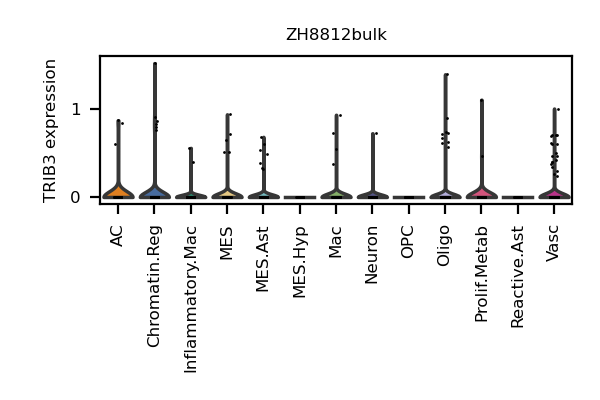 ZH8812bulk
TRIB3 expression
1
0
AC
Chromatin.Reg
Inflammatory.Mac
MES
MES.Ast
MES.Hyp
Mac
Neuron
OPC
Oligo
Prolif.Metab
Reactive.Ast
Vasc